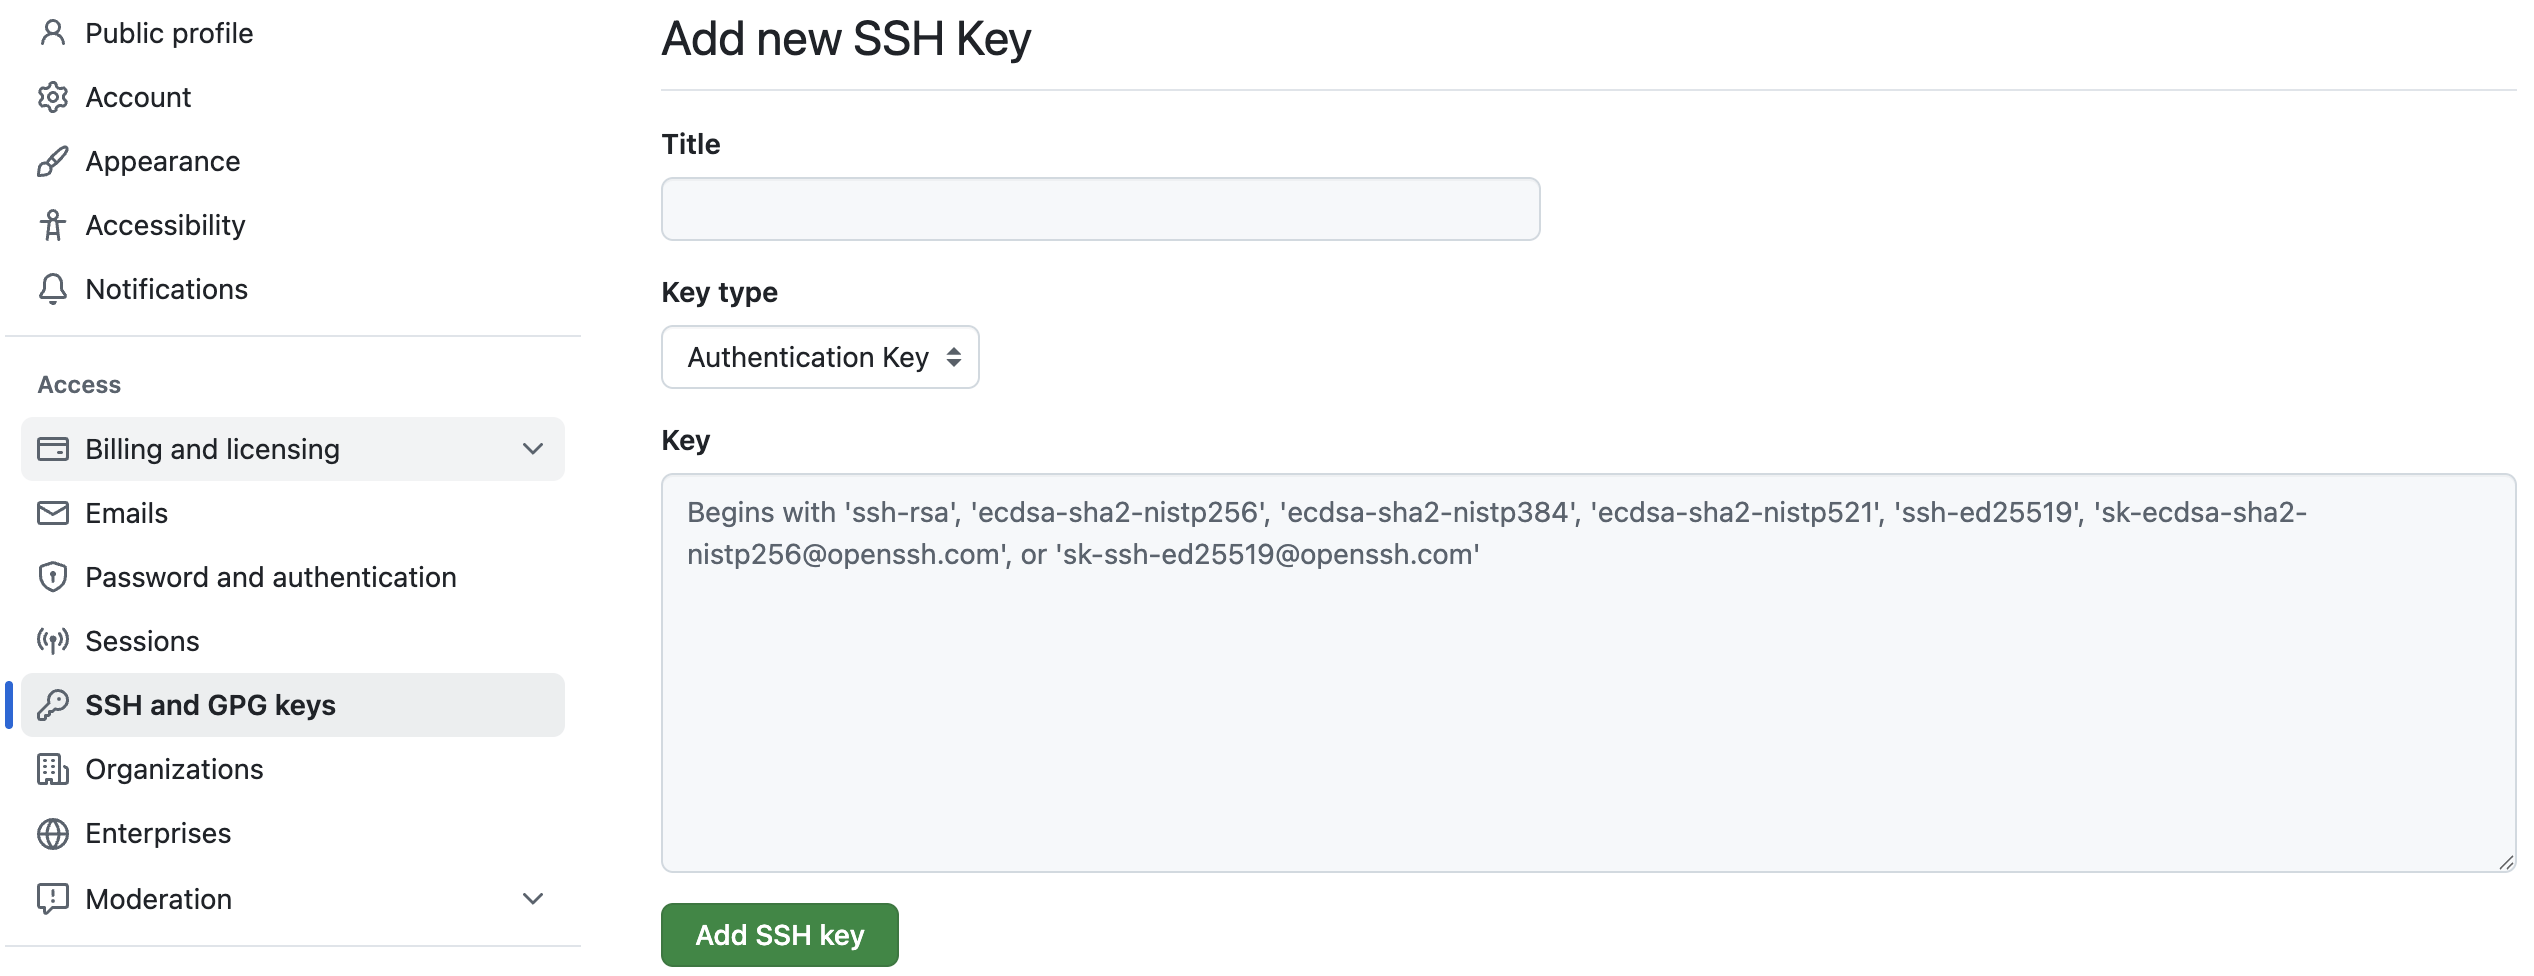 Public profile
Account
Appearance
Accessibility
Notifications
Access
Billing and licensing
Emails
Password and authentication
Sessions
SSH and GPG keys
Organizations
Enterprises
Moderation
Add new SSH Key
Title
Key type
Authentication Key
Key
Begins with 'ssh-rsa', 'ecdsa-sha2-nistp256', 'ecdsa-sha2-nistp384', 'ecdsa-sha2-nistp521', 'ssh-ed25519', 'sk-ecdsa-sha2-
nistp256@openssh.com', or 'sk-ssh-ed25519@openssh.com'
Add SSH key